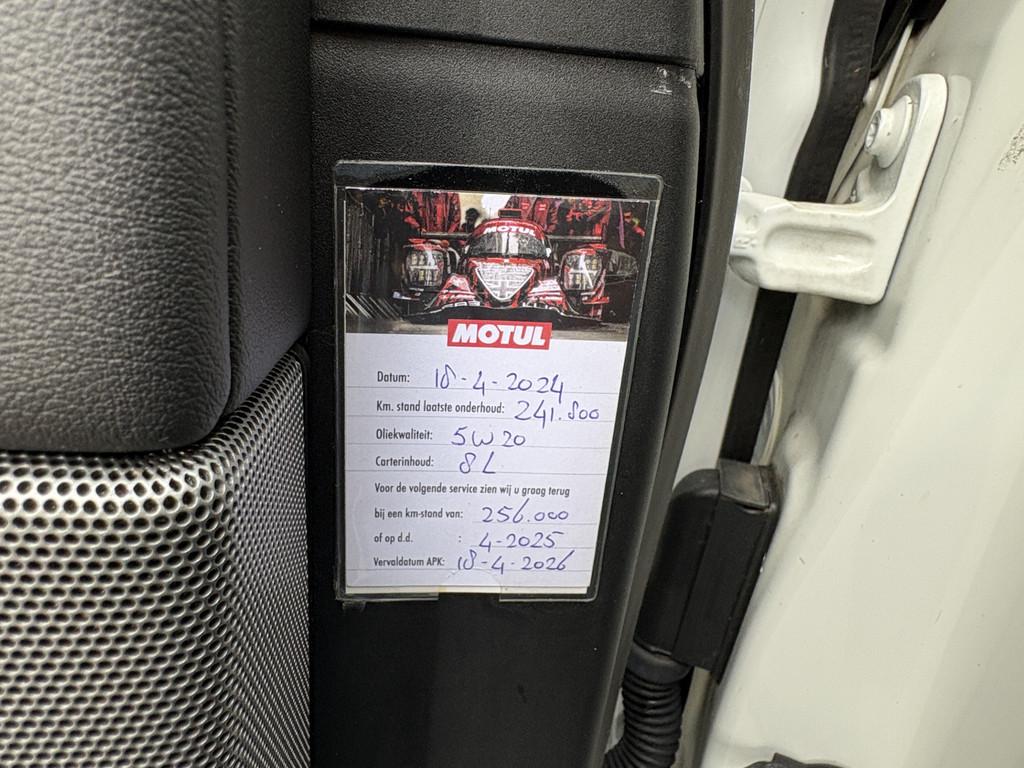 MOTUL
MOTUL
Datum: 18-4-2024
Km. stand laatste onderhoud: 241.800
Oliekwaliteit: 5W20
Carterinhoud: 8L
Voor de volgende service zien wij u graag terug
bij een km-stand van: 256.000
of op d.d. : 4-2025
Vervaldatum APK: 18-4-2026